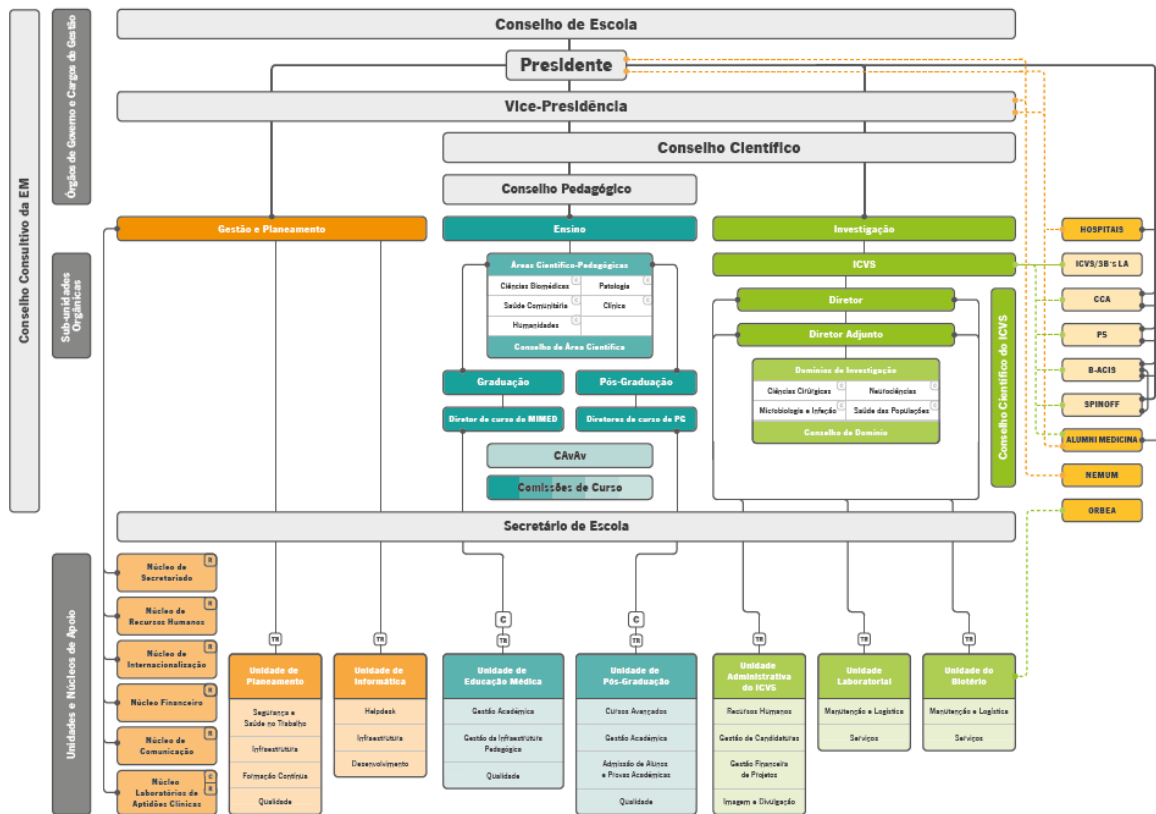 Conselho Consultivo da EM
Órgãos de Governo e Cargos de Gestão
Sub-unidades
Orgânicas
Unidades e Núcleos de Apoio
Conselho de Escola
Presidente
Vice-Presidência
Conselho Científico
Conselho Pedagógico
Gestão e Planeamento
Ensino
Investigação
Áreas Científico-Pedagógicas
Ciências Biomédicas
C
Patologia
C
Saúde Comunitária
C
Clínica
C
Humanidades
C
Conselho de Área Científica
Graduação
Pós-Graduação
Diretor de curso do MIMED
Diretores de curso de PG
CAvAv
Comissões de Curso
ICVS
Diretor
Diretor Adjunto
Domínios de Investigação
Ciências Cirúrgicas
C
Neurociências
C
Microbiologia e Infeção
C
Saúde das Populações
C
Conselho de Domínio
Conselho Científico do ICVS
HOSPITAIS
ICVS/3B's LA
CCA
P5
B-ACIS
SPINOFF
ALUMNI MEDICINA
NEMUM
ORBEA
Secretário de Escola
Núcleo de
Secretariado
R
Núcleo de
Recursos Humanos
R
Núcleo de
Internacionalização
R
Núcleo Financeiro
R
Núcleo de
Comunicação
R
Núcleo
Laboratórios de
Aptidões Clínicas
C
R
TR
Unidade de
Planeamento
Segurança e
Saúde no Trabalho
Infraestrutura
Formação Contínua
Qualidade
TR
Unidade de
Informática
Helpdesk
Infraestrutura
Desenvolvimento
C
TR
Unidade de
Educação Médica
Gestão Académica
Gestão da Infraestrutura
Pedagógica
Qualidade
C
TR
Unidade de
Pós-Graduação
Cursos Avançados
Gestão Académica
Admissão de Alunos
e Provas Académicas
Qualidade
TR
Unidade
Administrativa
do ICVS
Recursos Humanos
Gestão de Candidaturas
Gestão Financeira
de Projetos
Imagem e Divulgação
TR
Unidade
Laboratorial
Manutenção e Logística
Serviços
TR
Unidade do
Biotério
Manutenção e Logística
Serviços